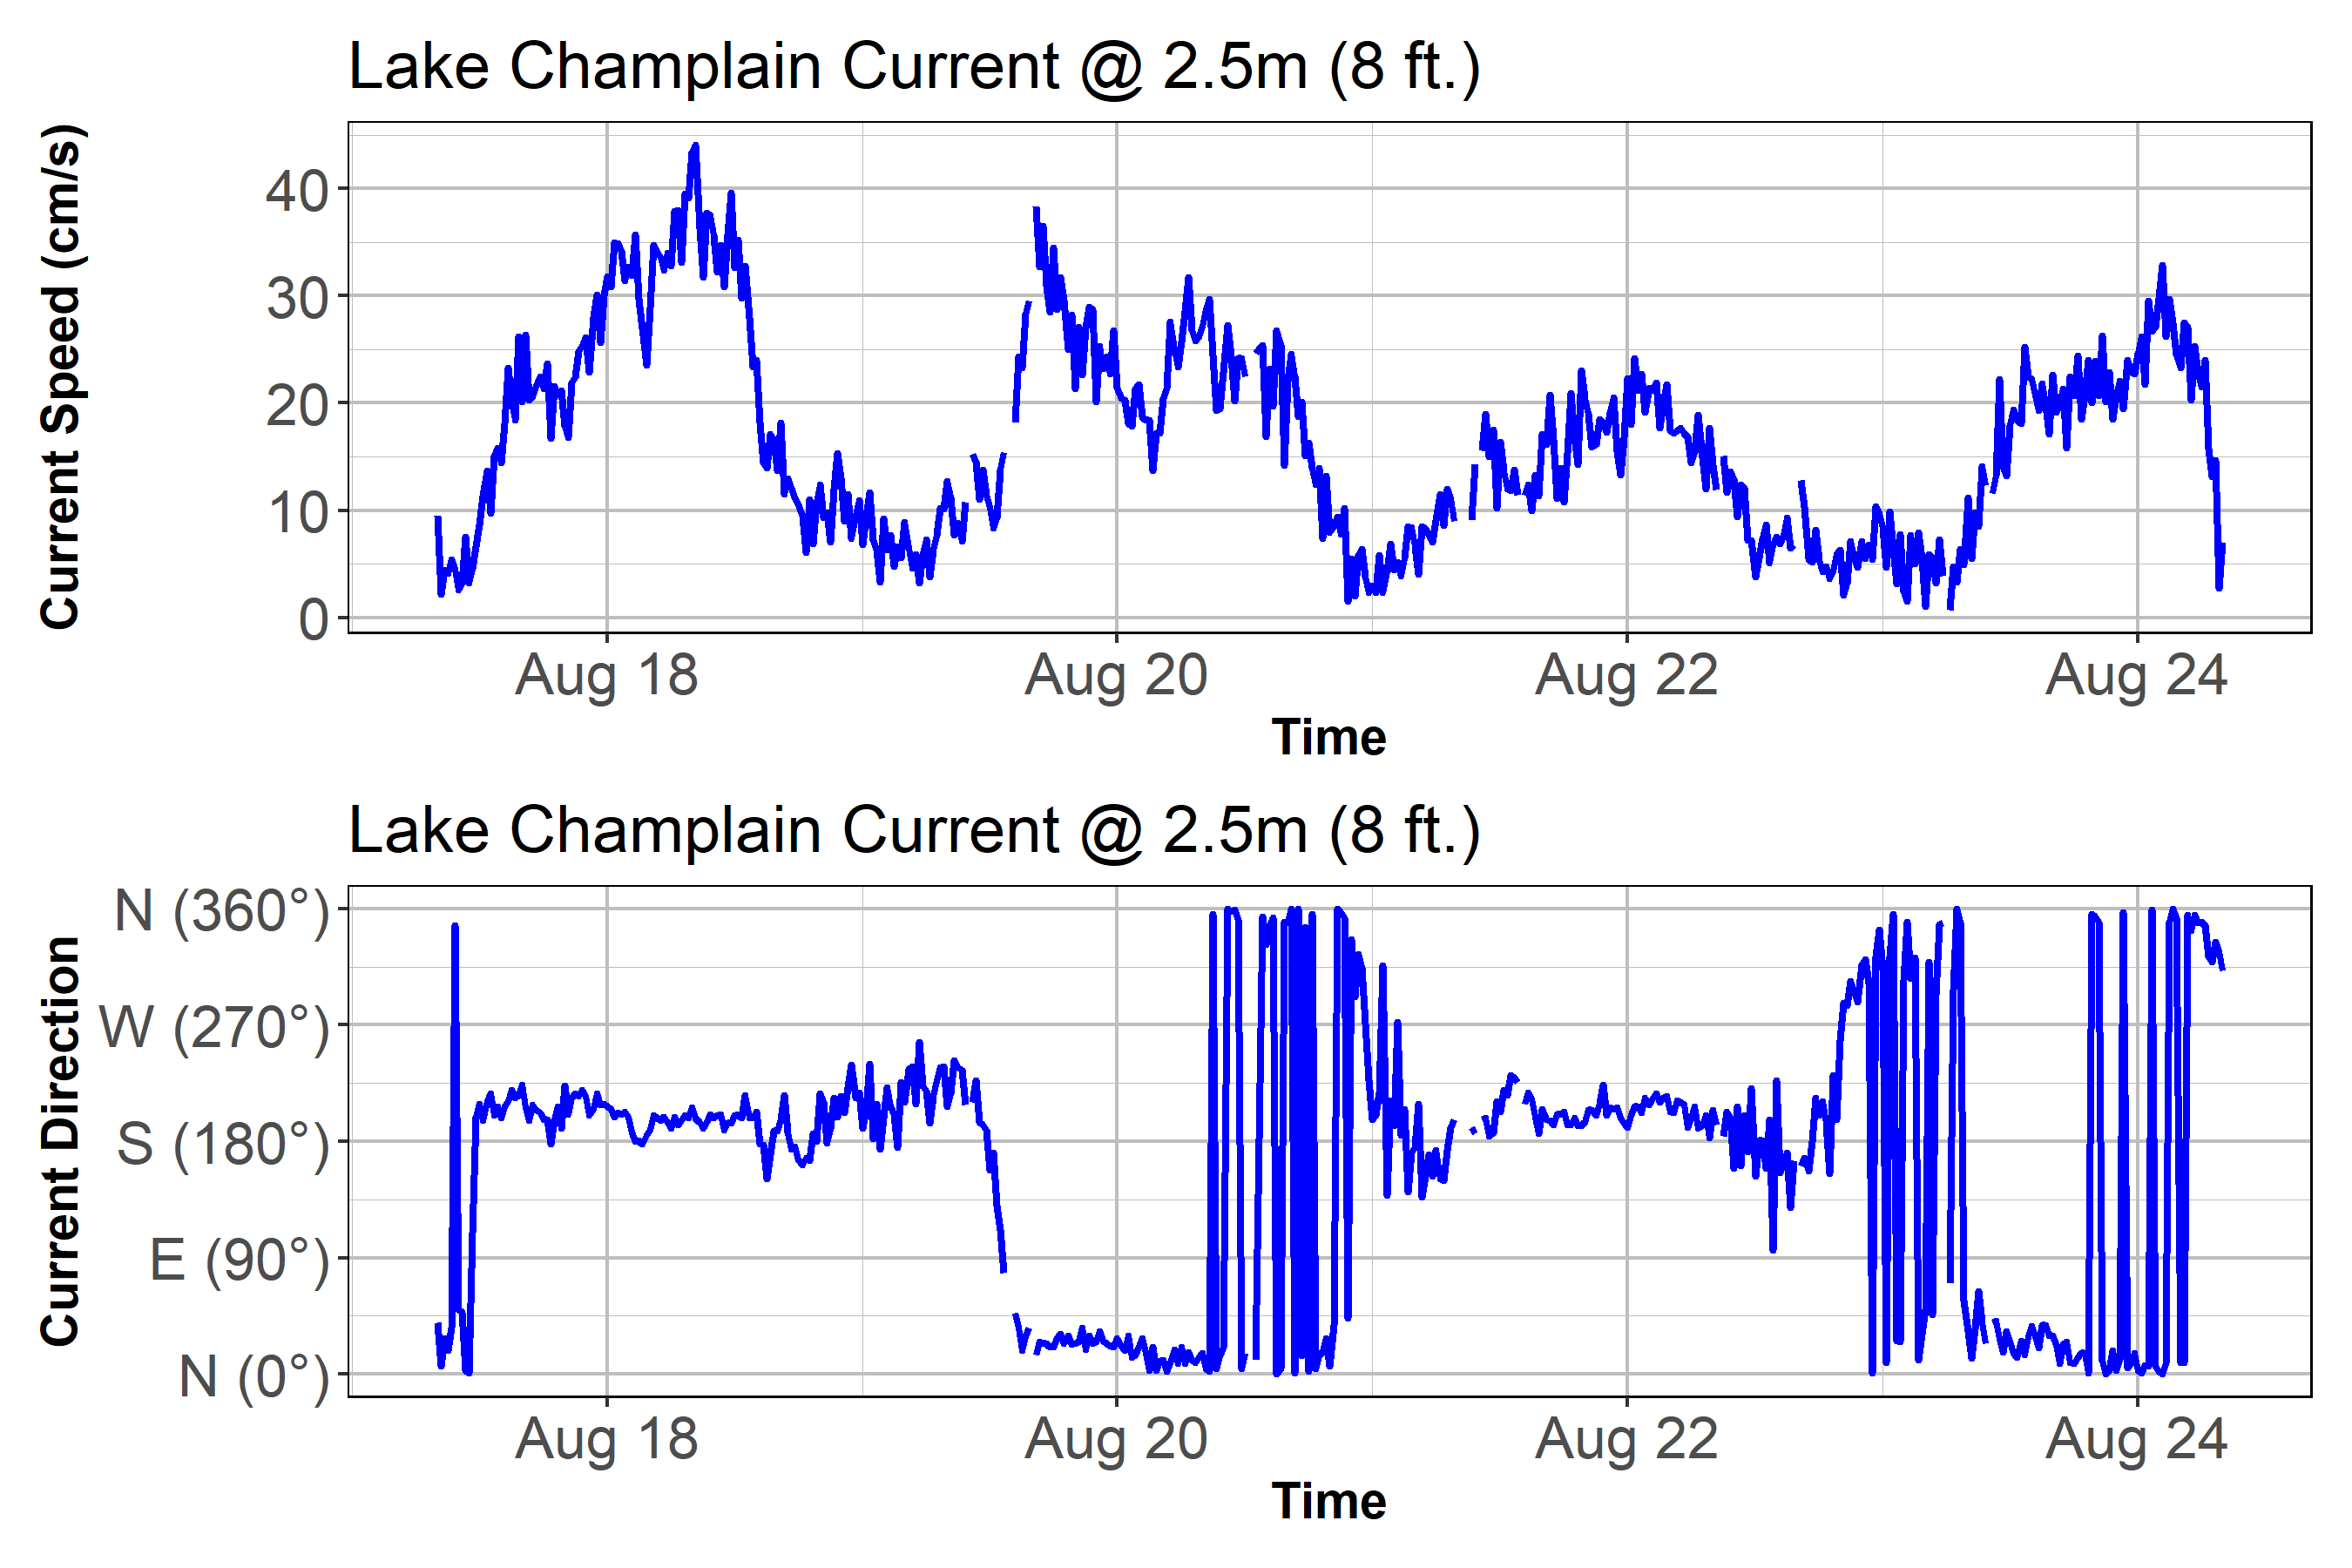 Lake Champlain Current @ 2.5m (8 ft.)
Current Speed (cm/s)
40
30
20
10
0
Aug 18 Aug 20 Aug 22 Aug 24
Time
Lake Champlain Current @ 2.5m (8 ft.)
Current Direction
N (360°)
W (270°)
S (180°)
E (90°)
N (0°)
Aug 18 Aug 20 Aug 22 Aug 24
Time